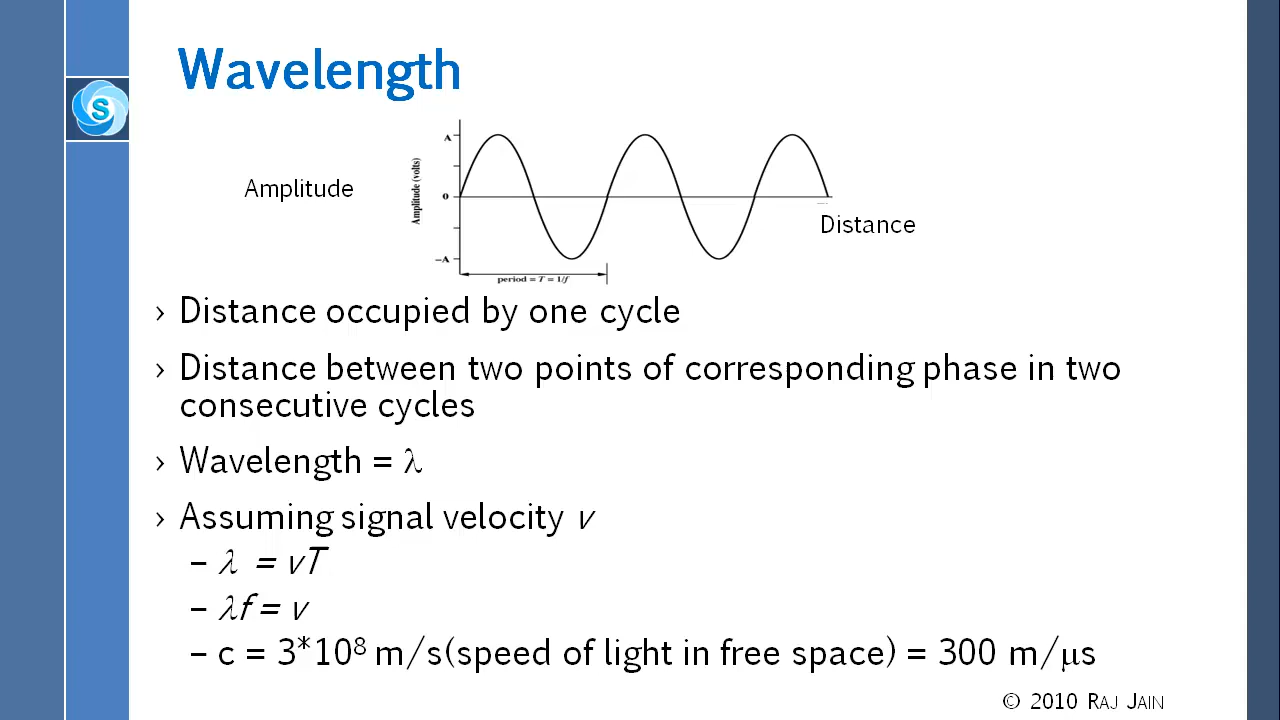 Wavelength
S
Amplitude
Amplitude (volts)
A
0
–A
Distance
period = T = 1/f
› Distance occupied by one cycle
› Distance between two points of corresponding phase in two
consecutive cycles
› Wavelength = λ
› Assuming signal velocity v
– λ = vT
– λf = v
– c = 3*10⁸ m/s(speed of light in free space) = 300 m/μs
© 2010 RAJ JAIN